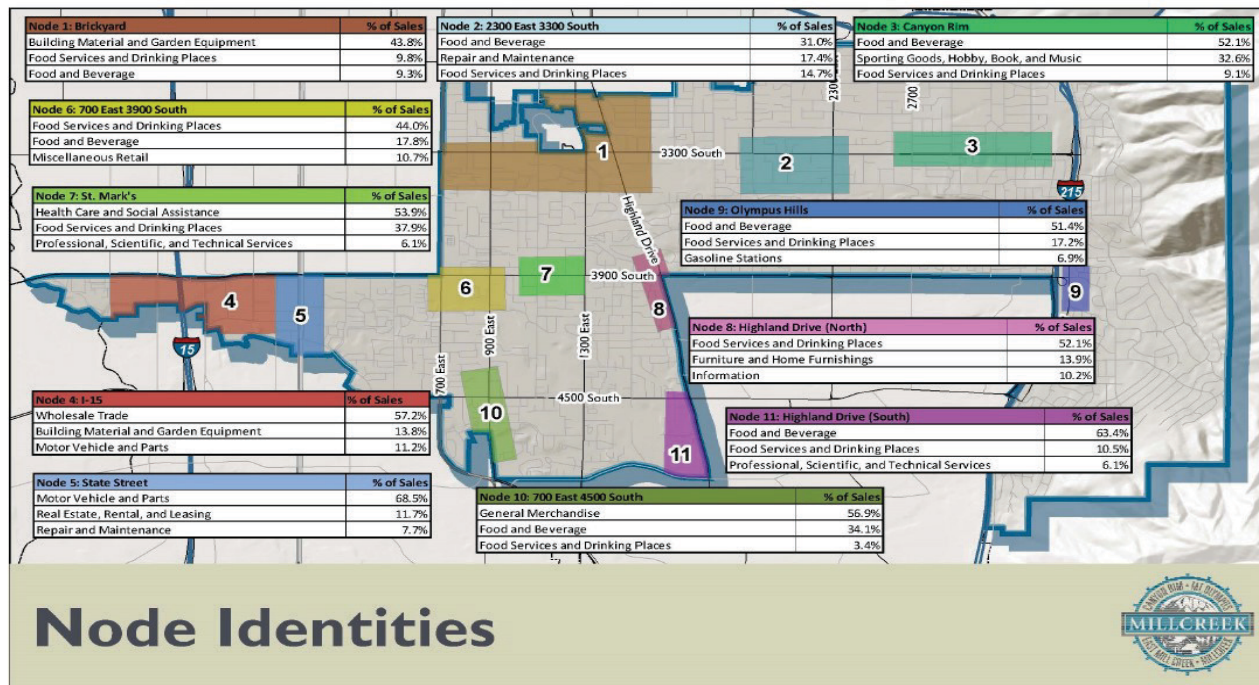 Node 1: Brickyard % of Sales
Building Material and Garden Equipment 43.8%
Food Services and Drinking Places 9.8%
Food and Beverage 9.3%
Node 2: 2300 East 3300 South % of Sales
Food and Beverage 31.0%
Repair and Maintenance 17.4%
Food Services and Drinking Places 14.7%
Node 3: Canyon Rim % of Sales
Food and Beverage 52.1%
Sporting Goods, Hobby, Book, and Music 32.6%
Food Services and Drinking Places 9.1%
Node 6: 700 East 3900 South % of Sales
Food Services and Drinking Places 44.0%
Food and Beverage 17.8%
Miscellaneous Retail 10.7%
2300
2700
1
3300 South
2
3
215
Node 7: St. Mark's % of Sales
Health Care and Social Assistance 53.9%
Food Services and Drinking Places 37.9%
Professional, Scientific, and Technical Services 6.1%
Highland Drive
Node 9: Olympus Hills % of Sales
Food and Beverage 51.4%
Food Services and Drinking Places 17.2%
Gasoline Stations 6.9%
4
5
6
7
3900 South
8
9
15
700 East
900 East
1300 East
Node 8: Highland Drive (North) % of Sales
Food Services and Drinking Places 52.1%
Furniture and Home Furnishings 13.9%
Information 10.2%
Node 4: I-15 % of Sales
Wholesale Trade 57.2%
Building Material and Garden Equipment 13.8%
Motor Vehicle and Parts 11.2%
10
4500 South
11
Node 11: Highland Drive (South) % of Sales
Food and Beverage 63.4%
Food Services and Drinking Places 10.5%
Professional, Scientific, and Technical Services 6.1%
Node 5: State Street % of Sales
Motor Vehicle and Parts 68.5%
Real Estate, Rental, and Leasing 11.7%
Repair and Maintenance 7.7%
Node 10: 700 East 4500 South % of Sales
General Merchandise 56.9%
Food and Beverage 34.1%
Food Services and Drinking Places 3.4%
Node Identities
CANYON RIM • MT OLYMPUS
MILLCREEK
EAST MILL CREEK • MILLCREEK